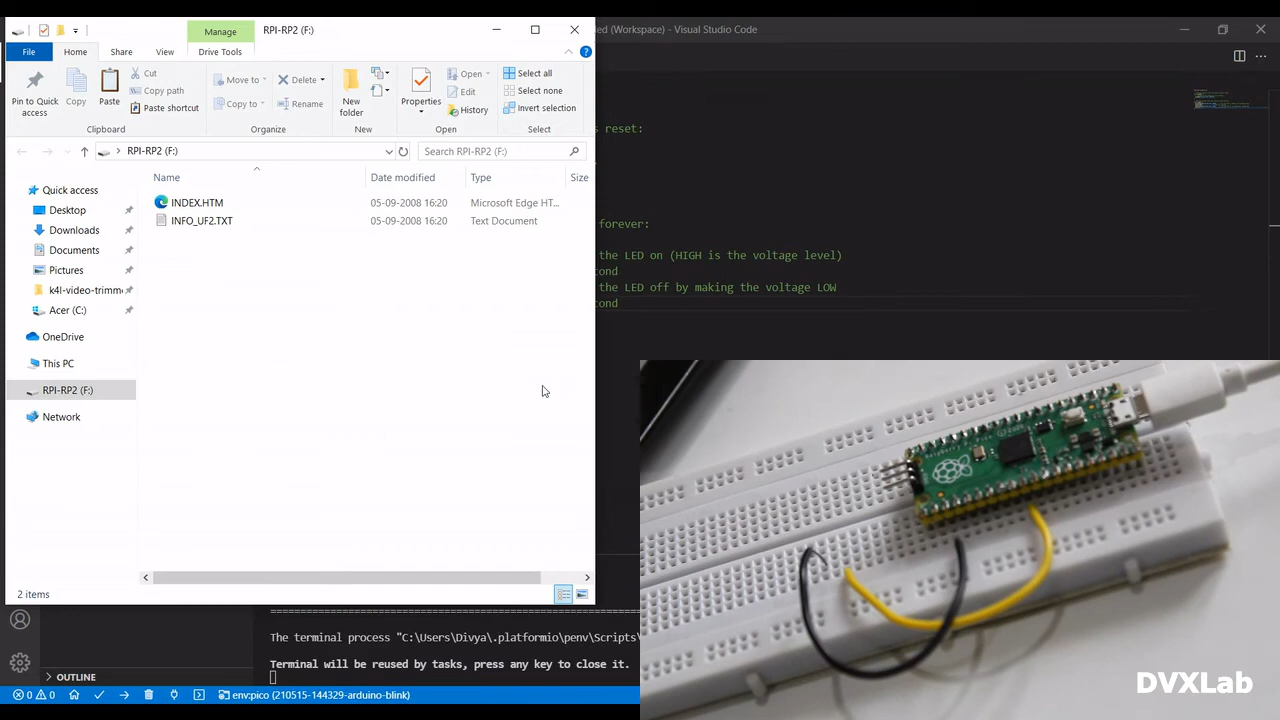 Manage
RPI-RP2 (F:)
(Workspace) - Visual Studio Code
File
Home
Share
View
Drive Tools
Pin to Quick access
Copy
Paste
Cut
Copy path
Paste shortcut
Clipboard
Move to
Copy to
Delete
Rename
Organize
New folder
New
Properties
Open
Edit
History
Open
Select all
Select none
Invert selection
Select
RPI-RP2 (F:)
Search RPI-RP2 (F:)
Name
Date modified
Type
Size
INDEX.HTM
05-09-2008 16:20
Microsoft Edge HT...
INFO_UF2.TXT
05-09-2008 16:20
Text Document
Quick access
Desktop
Downloads
Documents
Pictures
k4l-video-trimm
Acer (C:)
OneDrive
This PC
RPI-RP2 (F:)
Network
2 items
s reset:
forever:
the LED on (HIGH is the voltage level)
cond
the LED off by making the voltage LOW
cond
The terminal process "C:\Users\Divya\.platformio\penv\Scripts\
Terminal will be reused by tasks, press any key to close it.
OUTLINE
0 0
env:pico (210515-144329-arduino-blink)
Raspberry Pi Pico
DVXLab